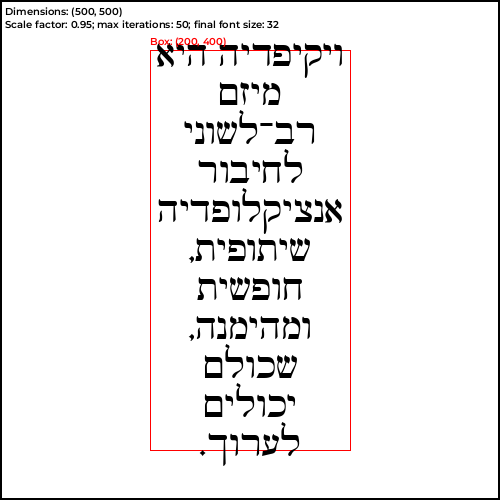 Dimensions: (500, 500)
Scale factor: 0.95; max iterations: 50; final font size: 32
Box: (200, 400)
ויקיפדיה היא
מיזם
רב־לשוני
לחיבור
אנציקלופדיה
שיתופית,
חופשית
ומהימנה,
שכולם
יכולים
לערוך.